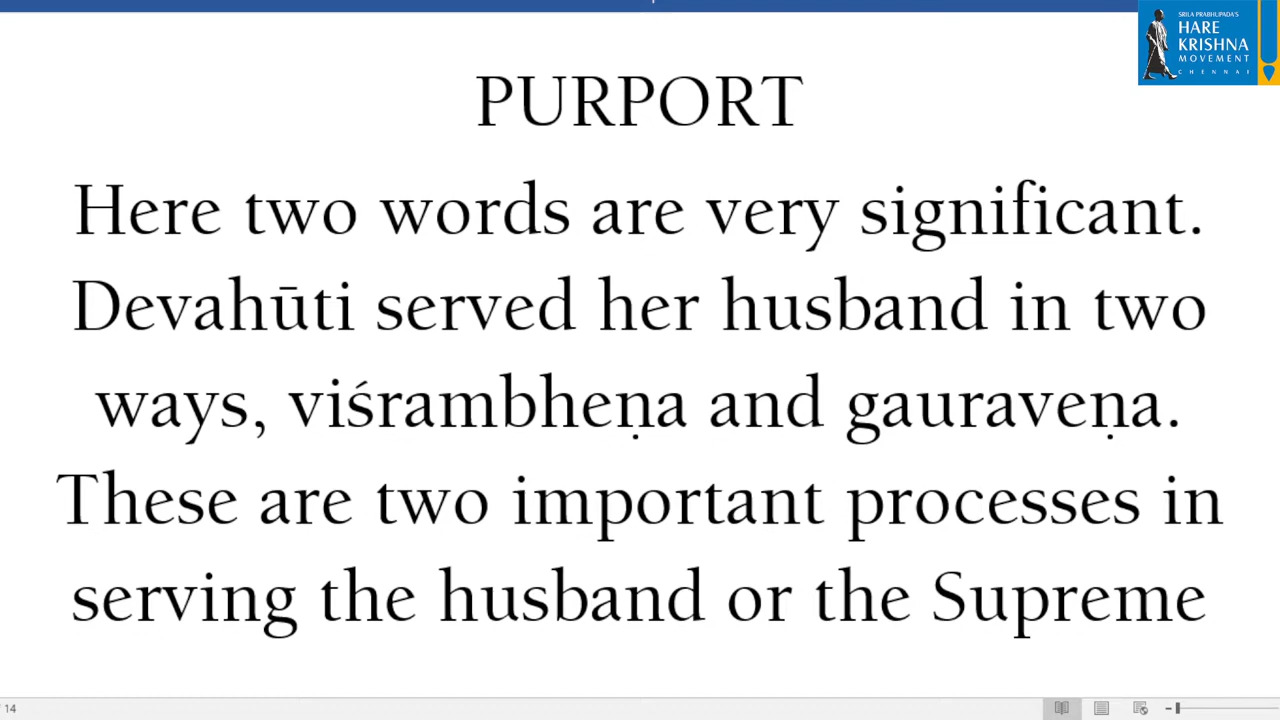 SRILA PRABHUPADA'S
HARE
KRISHNA
MOVEMENT
CHENNAI
PURPORT
Here two words are very significant.
Devahūti served her husband in two
ways, viśrambheṇa and gauraveṇa.
These are two important processes in
serving the husband or the Supreme
14